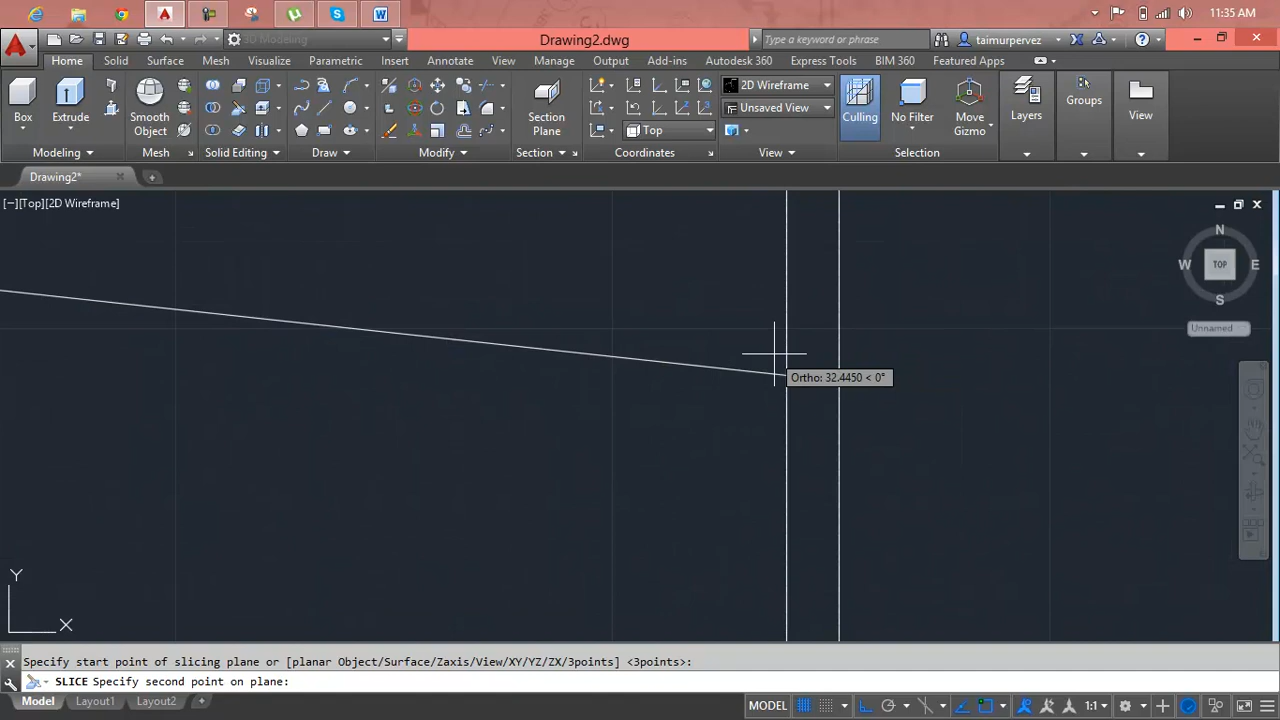 11:35 AM
3D Modeling
Drawing2.dwg
Type a keyword or phrase
taimurpervez
Home Solid Surface Mesh Visualize Parametric Insert Annotate View Manage Output Add-ins Autodesk 360 Express Tools BIM 360 Featured Apps
Box
Extrude
Smooth
Object
Section
Plane
2D Wireframe
Unsaved View
Top
Culling
No Filter
Move
Gizmo
Layers
Groups
View
Modeling
Mesh
Solid Editing
Draw
Modify
Section
Coordinates
View
Selection
Drawing2*
[−][Top][2D Wireframe]
N
W TOP E
S
Unnamed
Ortho: 32.4450 < 0°
Y
X
Specify start point of slicing plane or [planar Object/Surface/Zaxis/View/XY/YZ/ZX/3points] <3points>:
SLICE Specify second point on plane:
Model Layout1 Layout2
MODEL
1:1